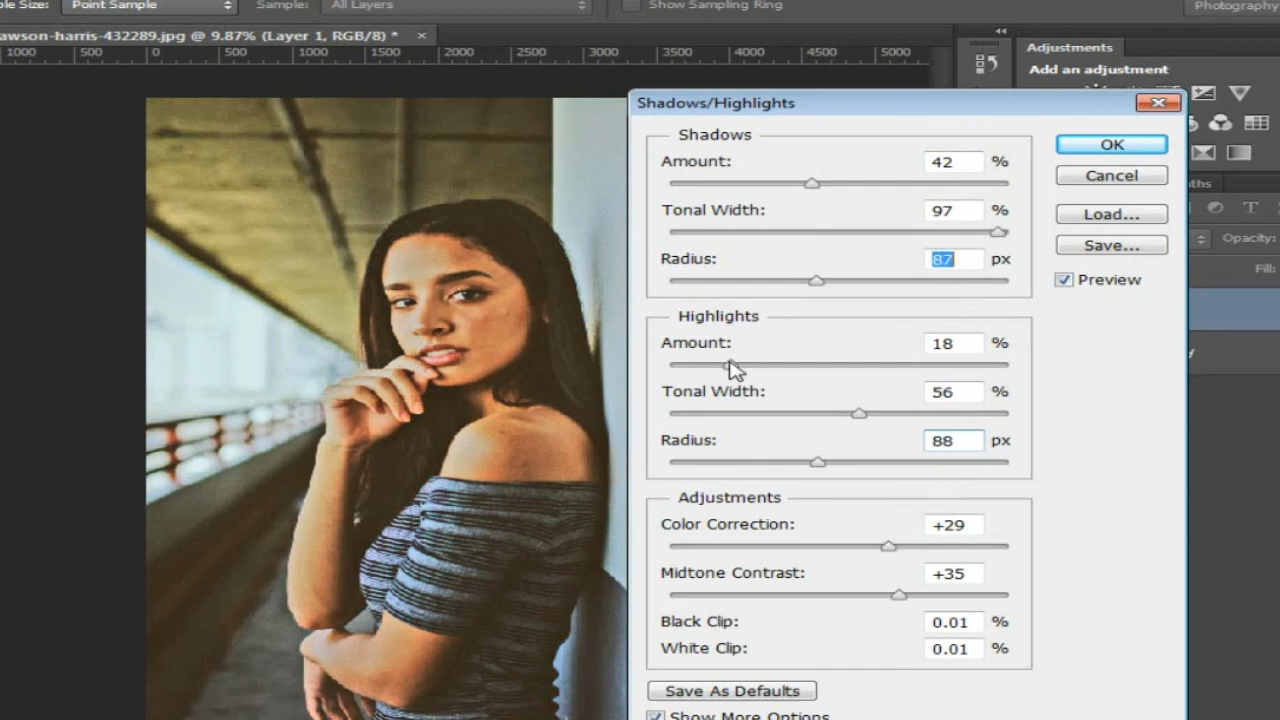 ple Size: Point Sample Sample: All Layers Show Sampling Ring Photography
awson-harris-432289.jpg @ 9.87% (Layer 1, RGB/8) * ×
1000 500 0 500 1000 1500 2000 2500 3000 3500 4000 4500 5000
Adjustments
Add an adjustment
Shadows/Highlights
Shadows
Amount: 42 %
Tonal Width: 97 %
Radius: 87 px
Highlights
Amount: 18 %
Tonal Width: 56 %
Radius: 88 px
Adjustments
Color Correction: +29
Midtone Contrast: +35
Black Clip: 0.01 %
White Clip: 0.01 %
Save As Defaults
Show More Options
OK
Cancel
Load...
Save...
Preview
ths
T
Opacity:
Fill: